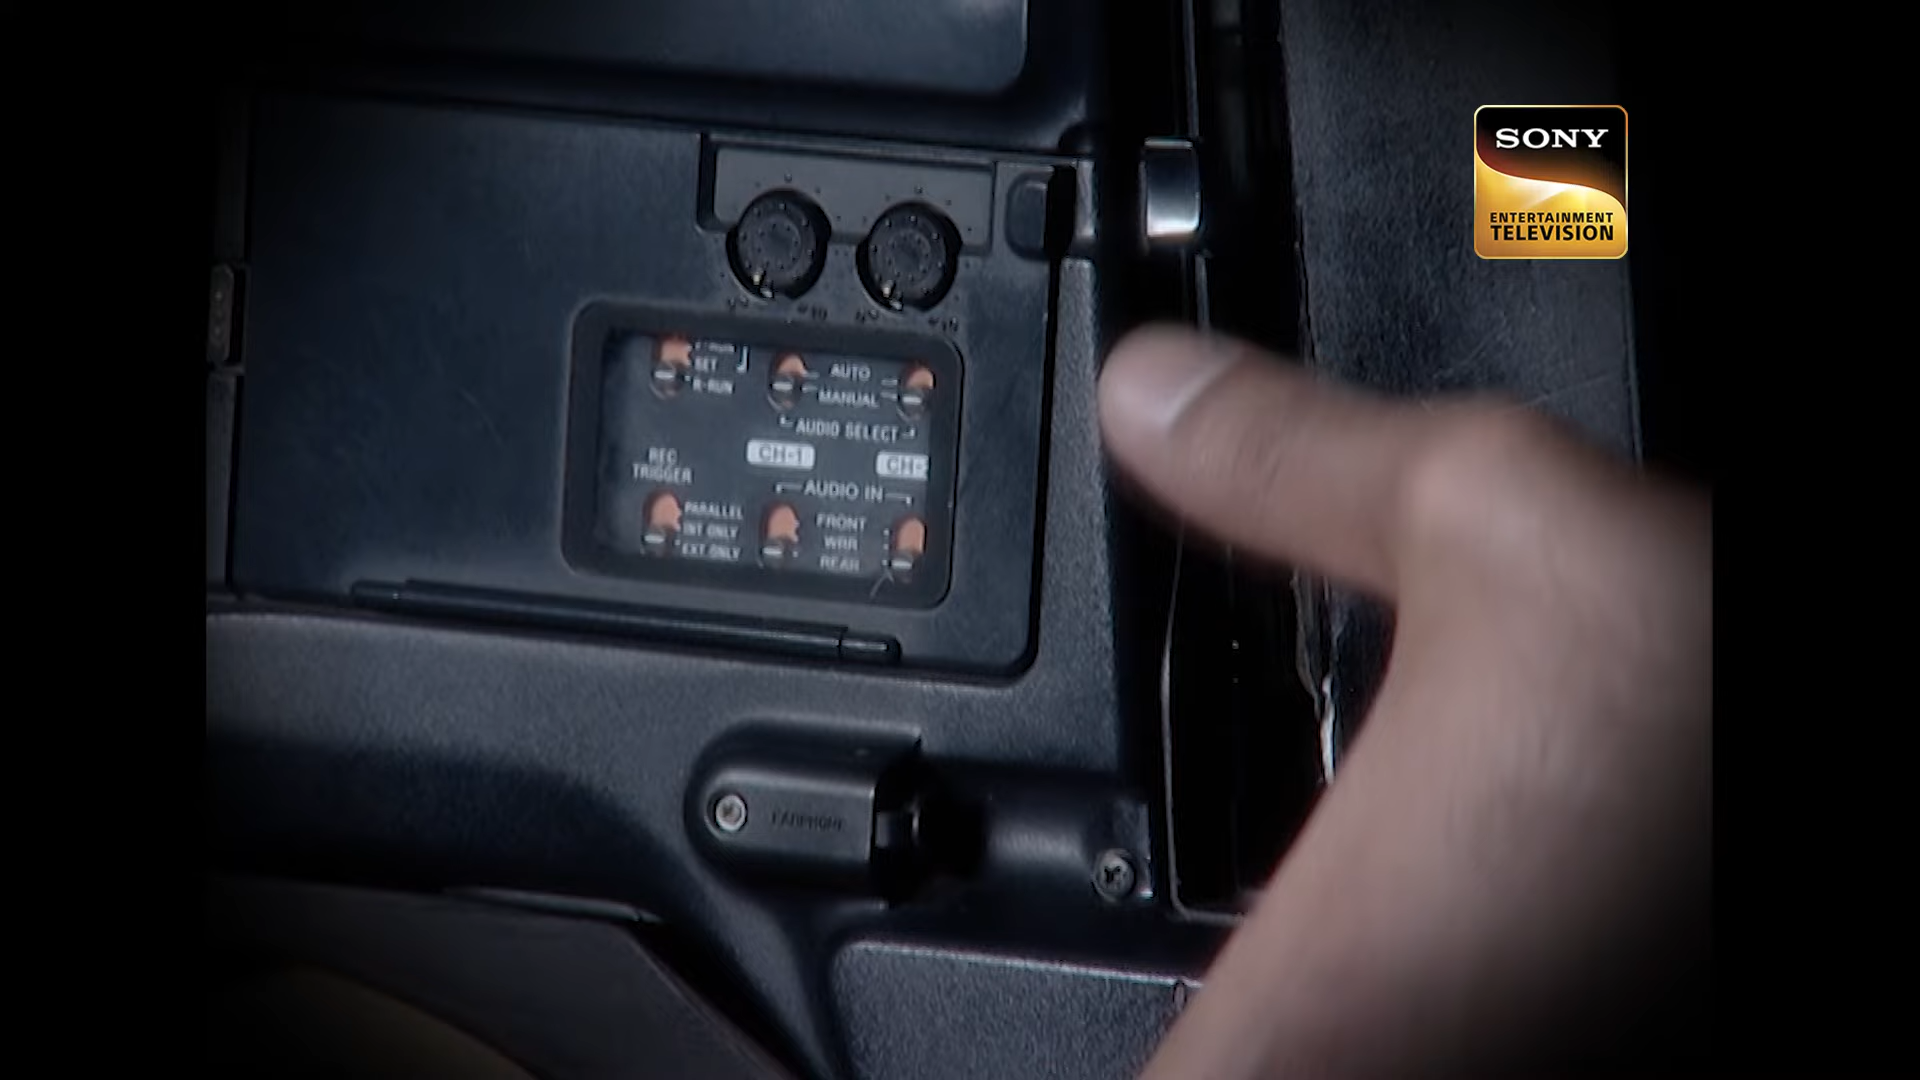 SONY
ENTERTAINMENT
TELEVISION
SET
R-RUN
AUTO
MANUAL
AUDIO SELECT
CH-1
CH-
REC
TRIGGER
AUDIO IN
PARALLEL
INT ONLY
EXT ONLY
FRONT
WRR
REAR
EARPHONE